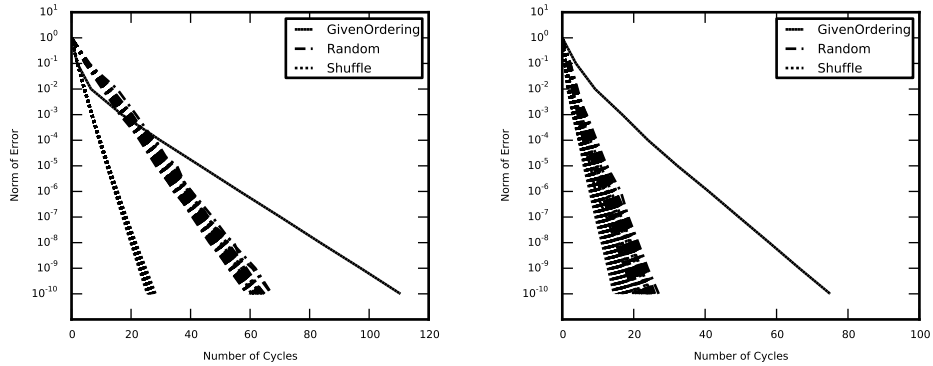 10^1
10^0
10^-1
10^-2
10^-3
10^-4
10^-5
10^-6
10^-7
10^-8
10^-9
10^-10
Norm of Error
0 20 40 60 80 100 120
Number of Cycles
GivenOrdering
Random
Shuffle
10^1
10^0
10^-1
10^-2
10^-3
10^-4
10^-5
10^-6
10^-7
10^-8
10^-9
10^-10
Norm of Error
0 20 40 60 80 100
Number of Cycles
GivenOrdering
Random
Shuffle